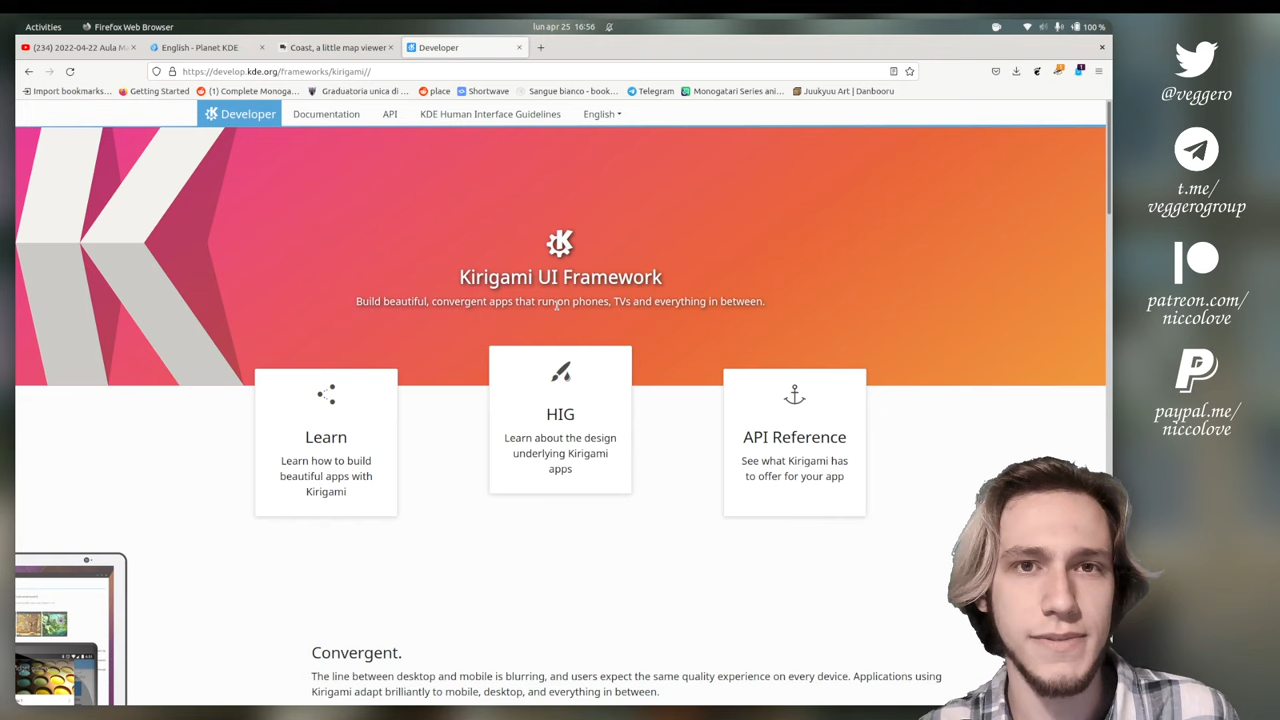 Activities
Firefox Web Browser
lun apr 25 16:56
100 %
(234) 2022-04-22 Aula M
English - Planet KDE
Coast, a little map viewer
Developer
https://develop.kde.org/frameworks/kirigami//
Import bookmarks...
Getting Started
(1) Complete Monoga...
Graduatoria unica di ...
place
Shortwave
Sangue bianco - book...
Telegram
Monogatari Series ani...
Juukyuu Art | Danbooru
Developer
Documentation
API
KDE Human Interface Guidelines
English
Kirigami UI Framework
Build beautiful, convergent apps that run on phones, TVs and everything in between.
Learn
Learn how to build
beautiful apps with
Kirigami
HIG
Learn about the design
underlying Kirigami
apps
API Reference
See what Kirigami has
to offer for your app
Convergent.
The line between desktop and mobile is blurring, and users expect the same quality experience on every device. Applications using
Kirigami adapt brilliantly to mobile, desktop, and everything in between.
@veggero
t.me/
veggerogroup
patreon.com/
niccolove
paypal.me/
niccolove